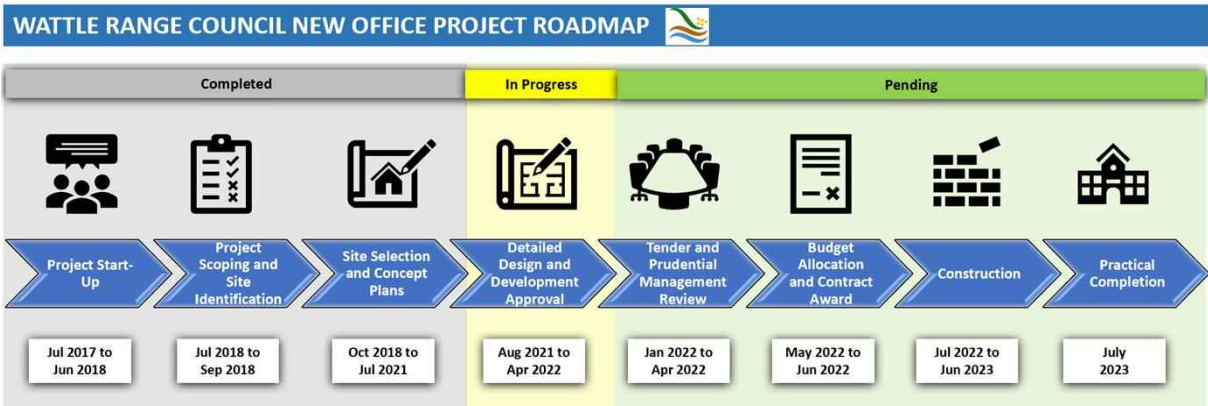 WATTLE RANGE COUNCIL NEW OFFICE PROJECT ROADMAP
Completed
In Progress
Pending
Project Start-
Up
Project
Scoping and
Site
Identification
Site Selection
and Concept
Plans
Detailed
Design and
Development
Approval
Tender and
Prudential
Management
Review
Budget
Allocation
and Contract
Award
Construction
Practical
Completion
Jul 2017 to
Jun 2018
Jul 2018 to
Sep 2018
Oct 2018 to
Jul 2021
Aug 2021 to
Apr 2022
Jan 2022 to
Apr 2022
May 2022 to
Jun 2022
Jul 2022 to
Jun 2023
July
2023